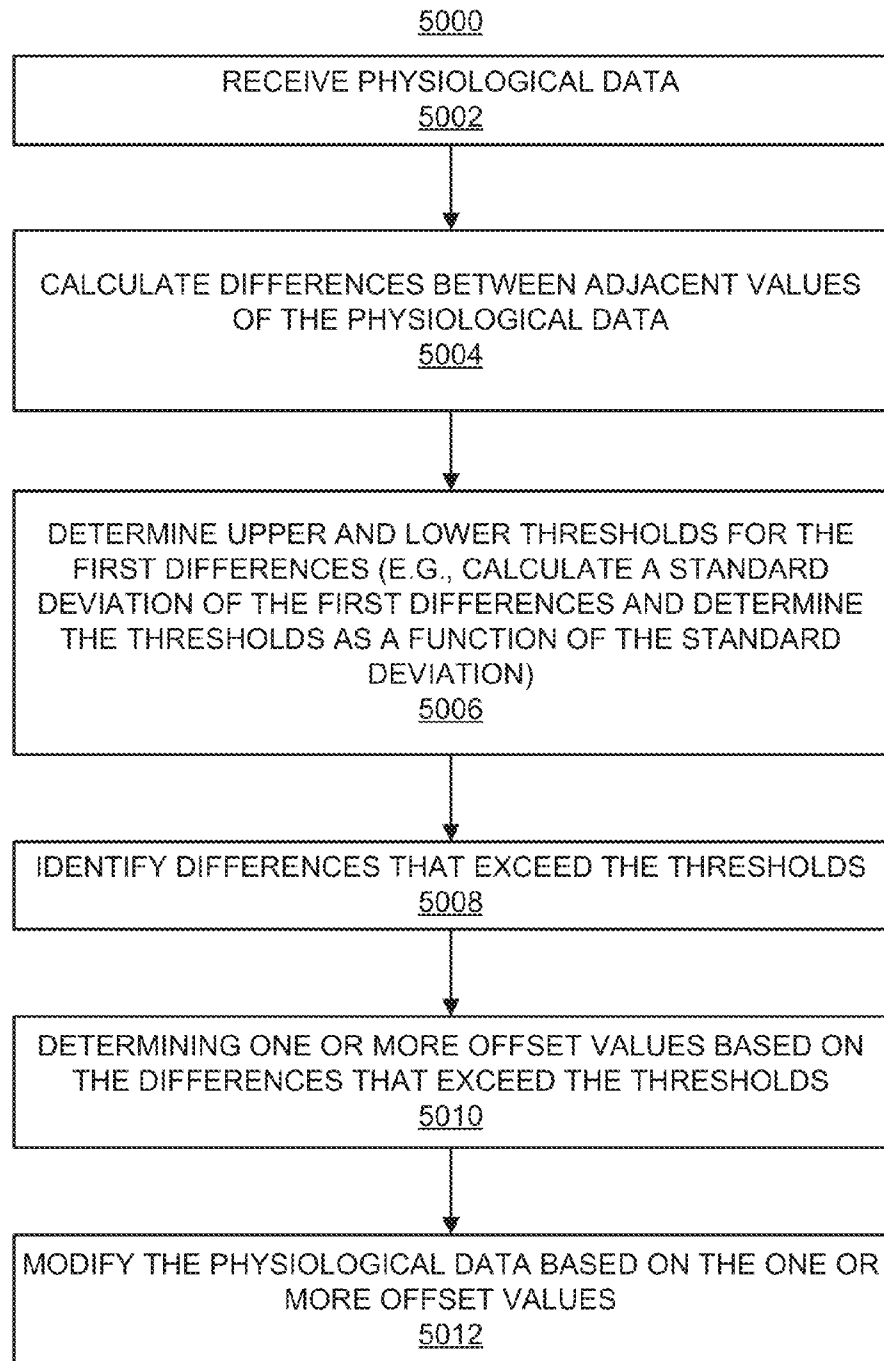 5000
RECEIVE PHYSIOLOGICAL DATA
5002
CALCULATE DIFFERENCES BETWEEN ADJACENT VALUES
OF THE PHYSIOLOGICAL DATA
5004
DETERMINE UPPER AND LOWER THRESHOLDS FOR THE
FIRST DIFFERENCES (E.G., CALCULATE A STANDARD
DEVIATION OF THE FIRST DIFFERENCES AND DETERMINE
THE THRESHOLDS AS A FUNCTION OF THE STANDARD
DEVIATION)
5006
IDENTIFY DIFFERENCES THAT EXCEED THE THRESHOLDS
5008
DETERMINING ONE OR MORE OFFSET VALUES BASED ON
THE DIFFERENCES THAT EXCEED THE THRESHOLDS
5010
MODIFY THE PHYSIOLOGICAL DATA BASED ON THE ONE OR
MORE OFFSET VALUES
5012